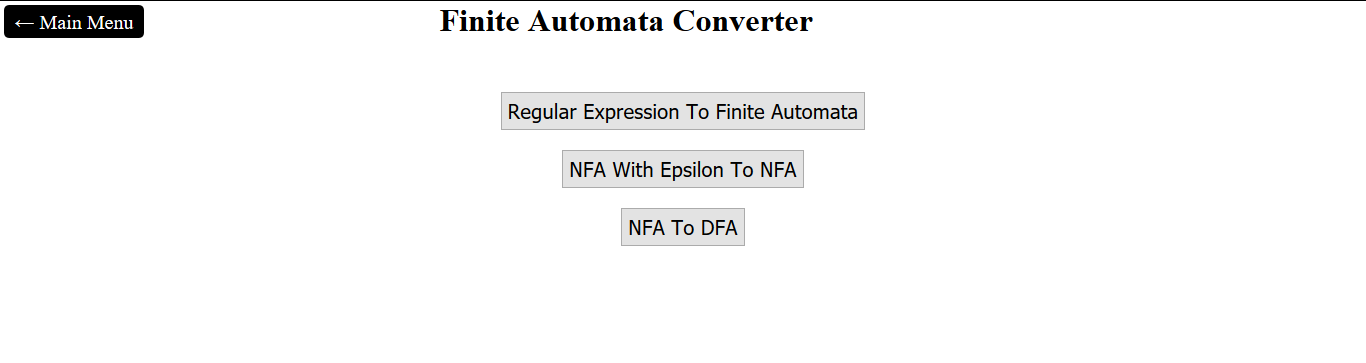 ← Main Menu
Finite Automata Converter
Regular Expression To Finite Automata
NFA With Epsilon To NFA
NFA To DFA